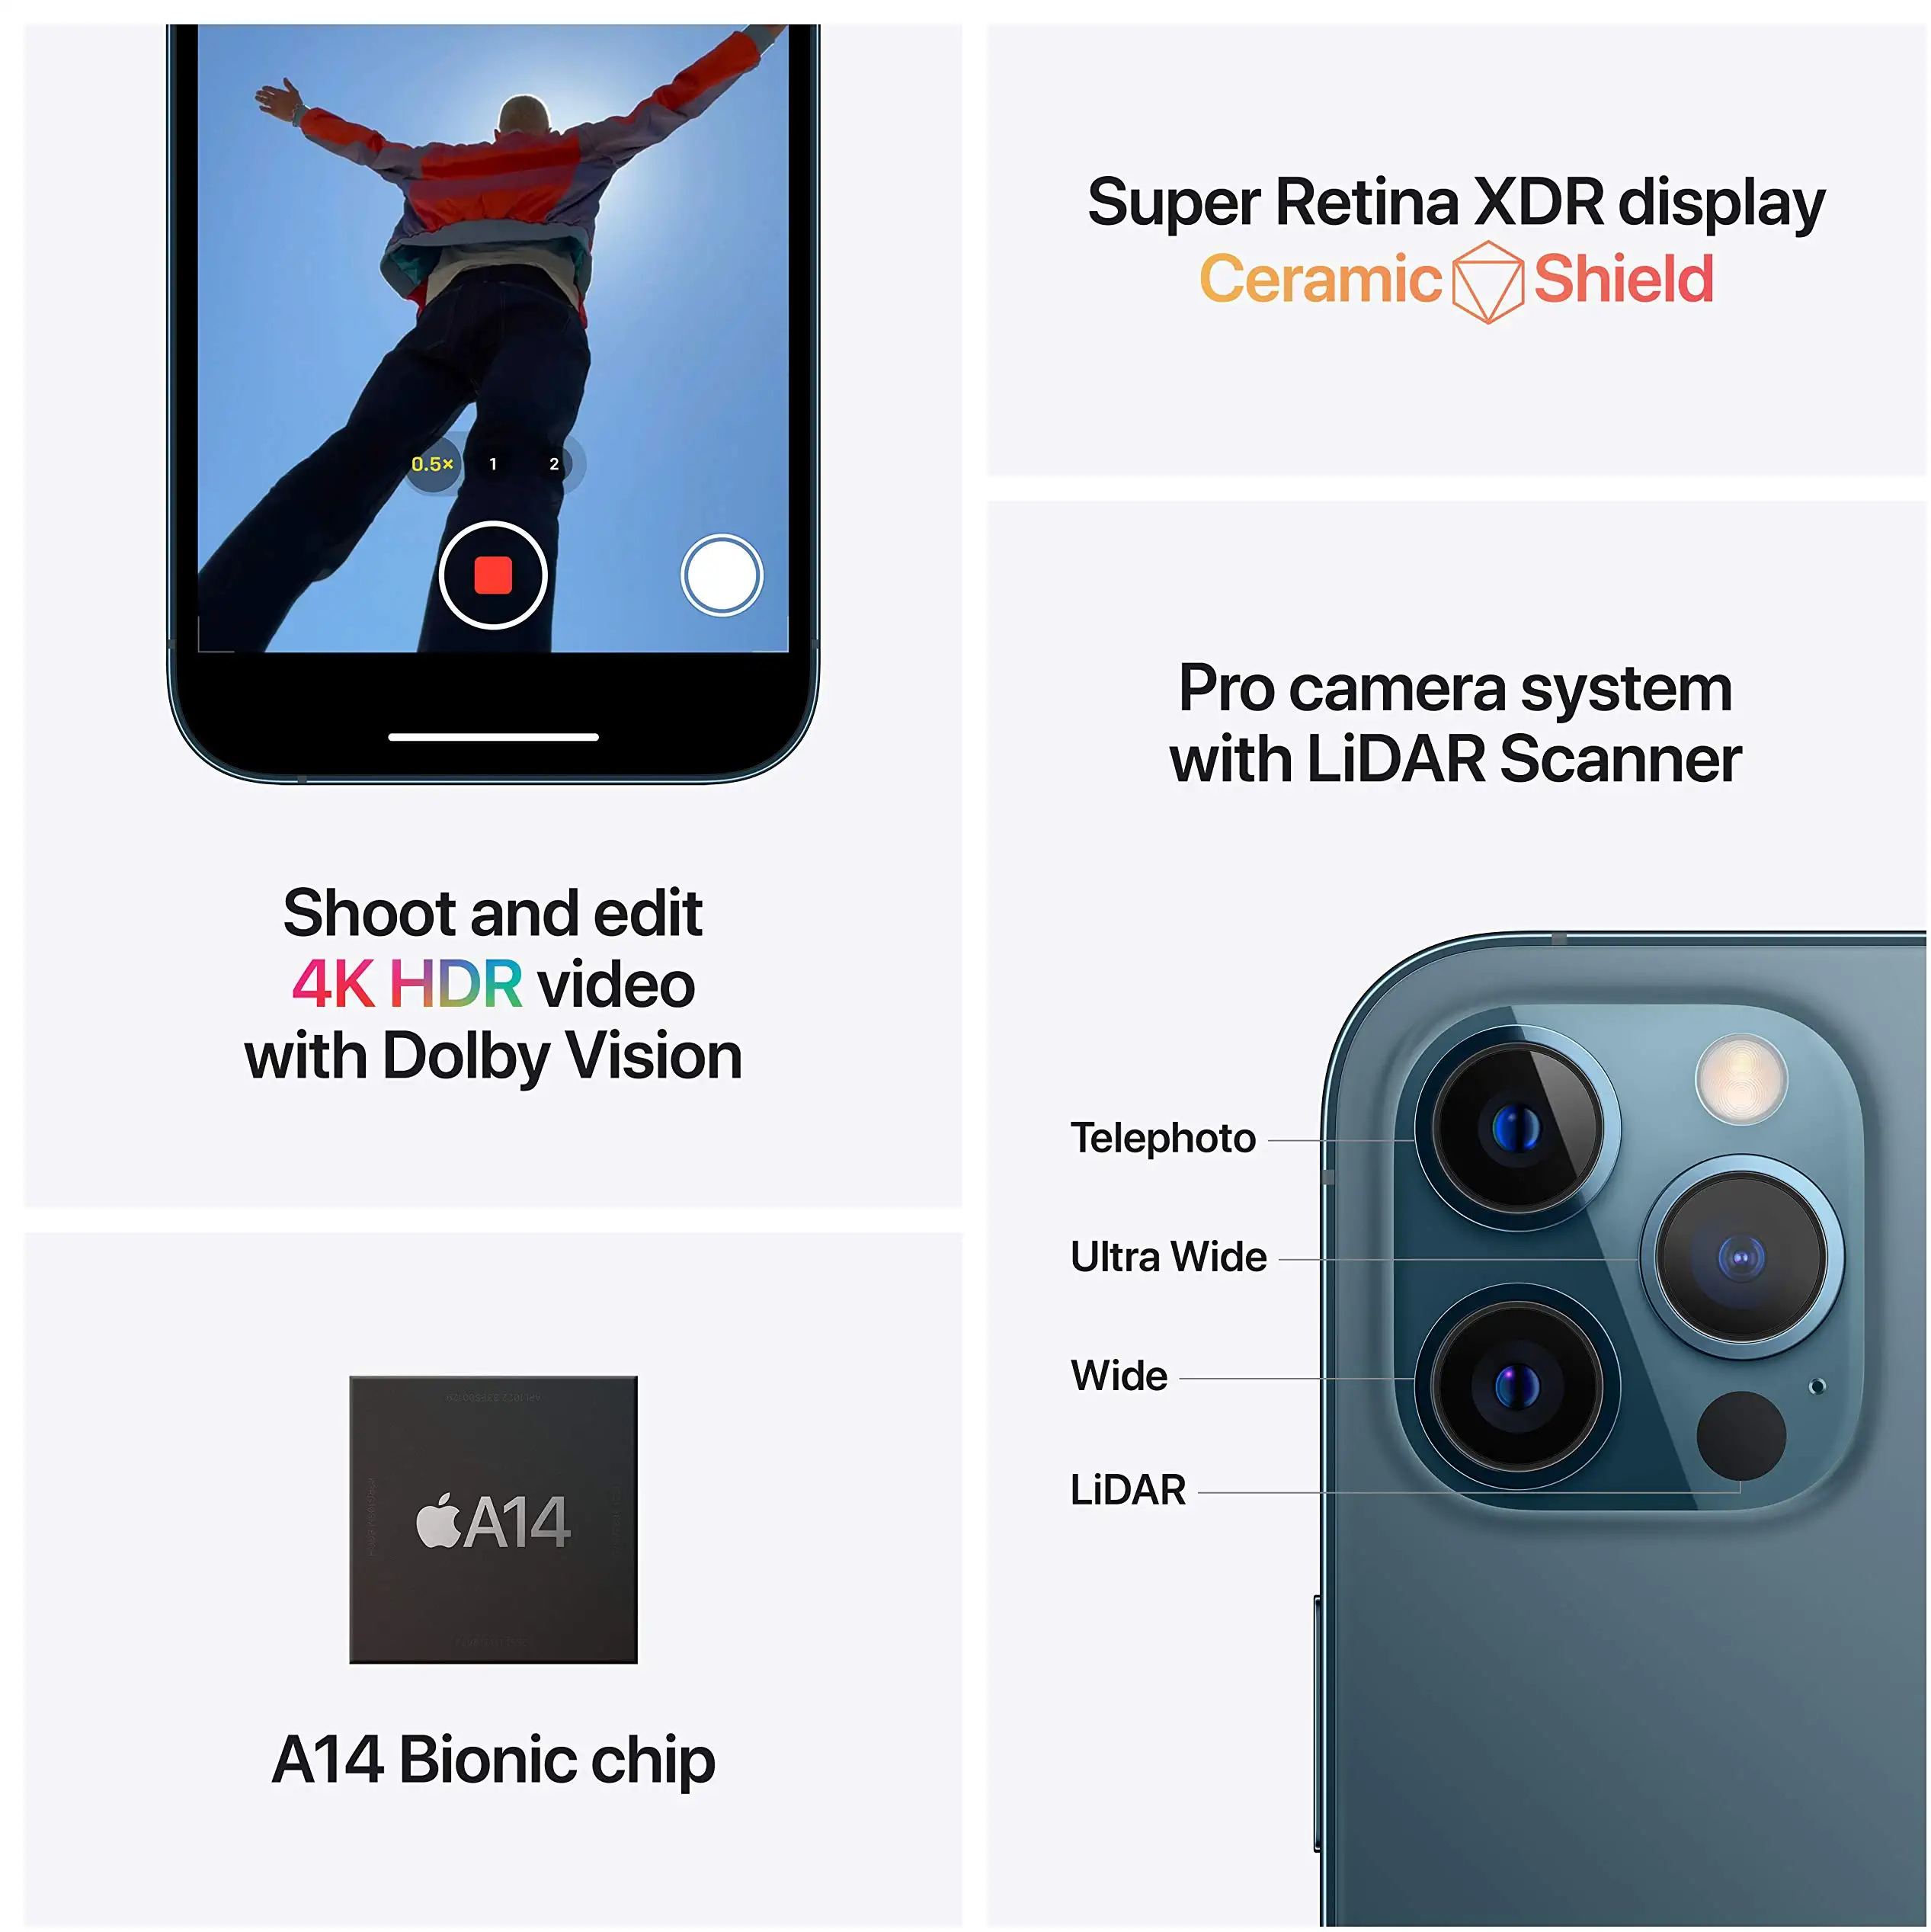 0.5× 1 2
Shoot and edit
4K HDR video
with Dolby Vision
A14
A14 Bionic chip
Super Retina XDR display
Ceramic Shield
Pro camera system
with LiDAR Scanner
Telephoto
Ultra Wide
Wide
LiDAR